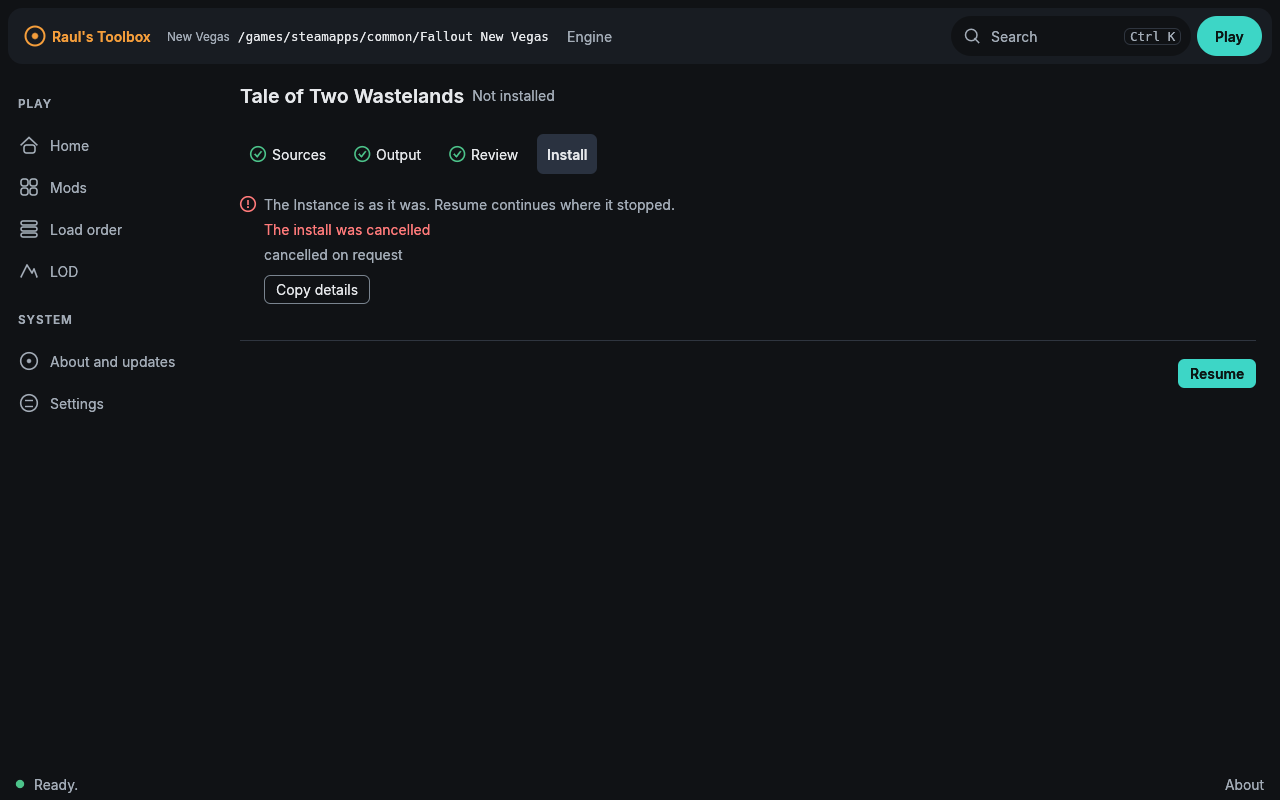 Raul's Toolbox New Vegas /games/steamapps/common/Fallout New Vegas Engine Search Ctrl K Play
PLAY
Home
Mods
Load order
LOD
SYSTEM
About and updates
Settings
Tale of Two Wastelands Not installed
Sources Output Review Install
The Instance is as it was. Resume continues where it stopped.
The install was cancelled
cancelled on request
Copy details
Resume
Ready. About